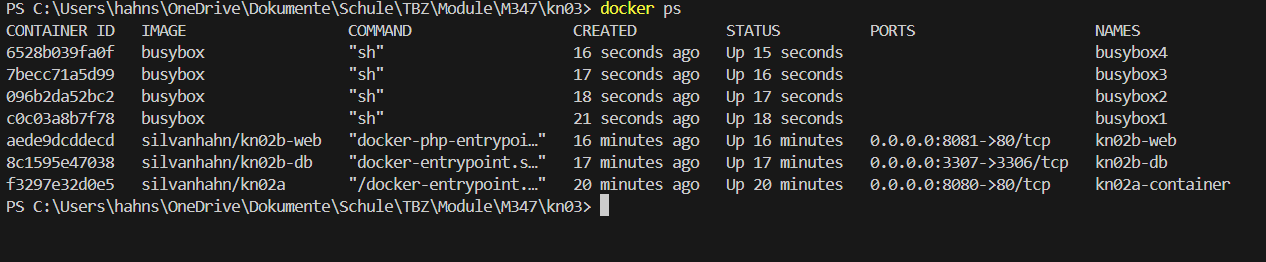 PS C:\Users\hahns\OneDrive\Dokumente\Schule\TBZ\Module\M347\kn03> docker ps
CONTAINER ID   IMAGE                  COMMAND                  CREATED          STATUS          PORTS                    NAMES
6528b039fa0f   busybox                "sh"                     16 seconds ago   Up 15 seconds                            busybox4
7becc71a5d99   busybox                "sh"                     17 seconds ago   Up 16 seconds                            busybox3
096b2da52bc2   busybox                "sh"                     18 seconds ago   Up 17 seconds                            busybox2
c0c03a8b7f78   busybox                "sh"                     21 seconds ago   Up 18 seconds                            busybox1
aede9dcddecd   silvanhahn/kn02b-web   "docker-php-entrypoi…"   16 minutes ago   Up 16 minutes   0.0.0.0:8081->80/tcp     kn02b-web
8c1595e47038   silvanhahn/kn02b-db    "docker-entrypoint.s…"   17 minutes ago   Up 17 minutes   0.0.0.0:3307->3306/tcp   kn02b-db
f3297e32d0e5   silvanhahn/kn02a       "/docker-entrypoint.…"   20 minutes ago   Up 20 minutes   0.0.0.0:8080->80/tcp     kn02a-container
PS C:\Users\hahns\OneDrive\Dokumente\Schule\TBZ\Module\M347\kn03>